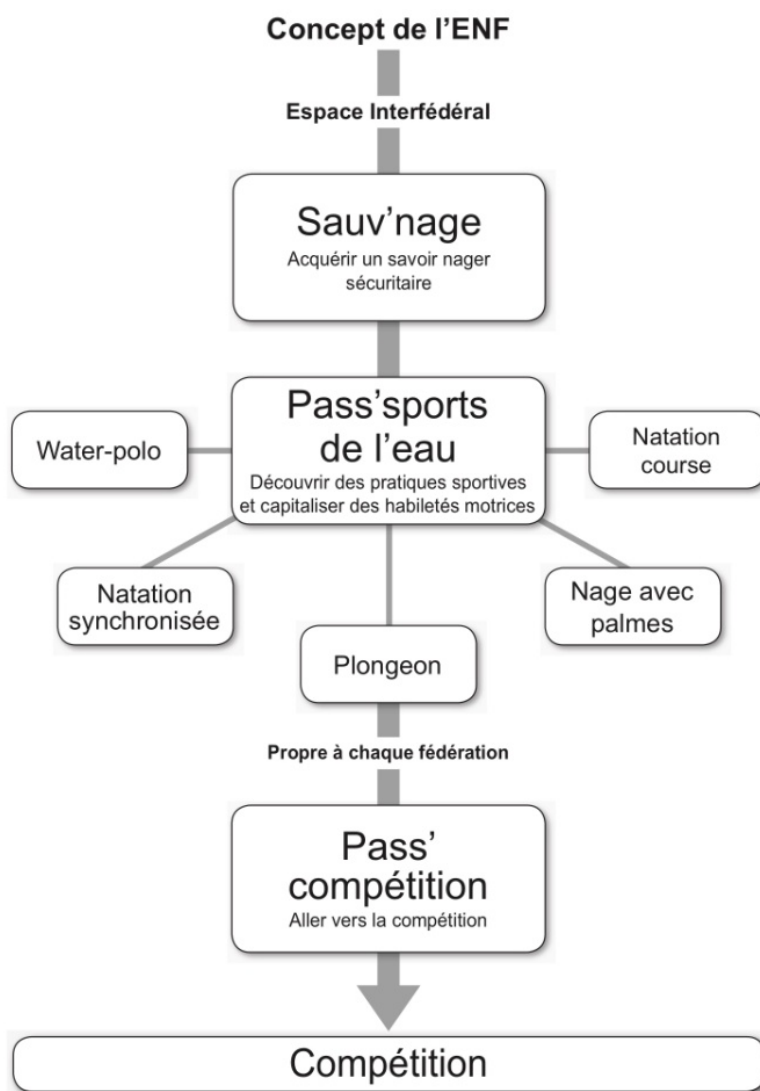 Concept de l’ENF
Espace Interfédéral
Sauv’nage
Acquérir un savoir nager
sécuritaire
Pass’sports
de l’eau
Découvrir des pratiques sportives
et capitaliser des habiletés motrices
Water-polo
Natation
course
Natation
synchronisée
Nage avec
palmes
Plongeon
Propre à chaque fédération
Pass’
compétition
Aller vers la compétition
Compétition